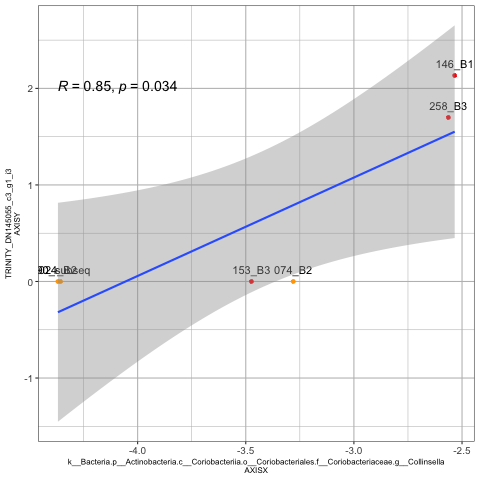 146_B1
R = 0.85, p = 0.034
258_B3
153_B3 074_B2
2
1
0
-1
-4.0 -3.5 -3.0 -2.5
TRINITY_DN145055_c3_g1_i3
AXISY
k__Bacteria.p__Actinobacteria.c__Coriobacteriia.o__Coriobacteriales.f__Coriobacteriaceae.g__Collinsella
AXISX